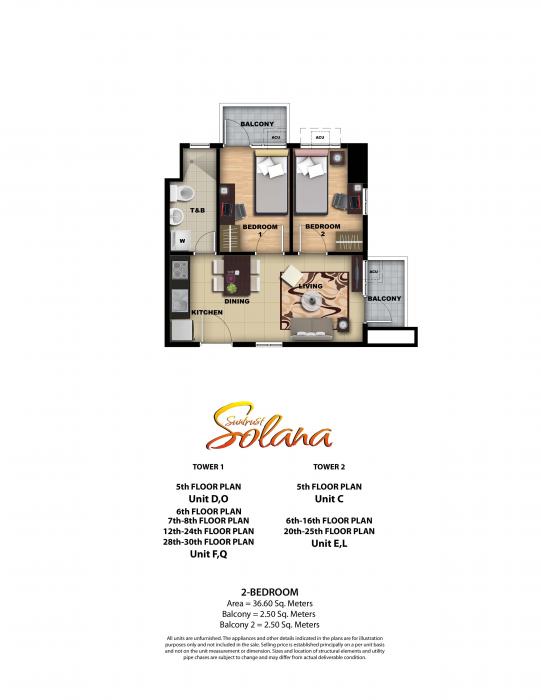 BALCONY
ACU
ACU
T&B
BEDROOM
1
BEDROOM
2
W
ACU
LIVING
BALCONY
DINING
KITCHEN
Suntrust
Solana
TOWER 1
5th FLOOR PLAN
Unit D,O
6th FLOOR PLAN
7th-8th FLOOR PLAN
12th-24th FLOOR PLAN
28th-30th FLOOR PLAN
Unit F,Q
TOWER 2
5th FLOOR PLAN
Unit C
6th-16th FLOOR PLAN
20th-25th FLOOR PLAN
Unit E,L
2-BEDROOM
Area = 36.60 Sq. Meters
Balcony = 2.50 Sq. Meters
Balcony 2 = 2.50 Sq. Meters
All units are unfurnished. The appliances and other details indicated in the plans are for illustration
purposes only and not included in the sale. Selling price is established principally on a per unit basis
and not on the unit measurement or dimension. Sizes and location of structural elements and utility
pipe chases are subject to change and may differ from actual deliverable condition.